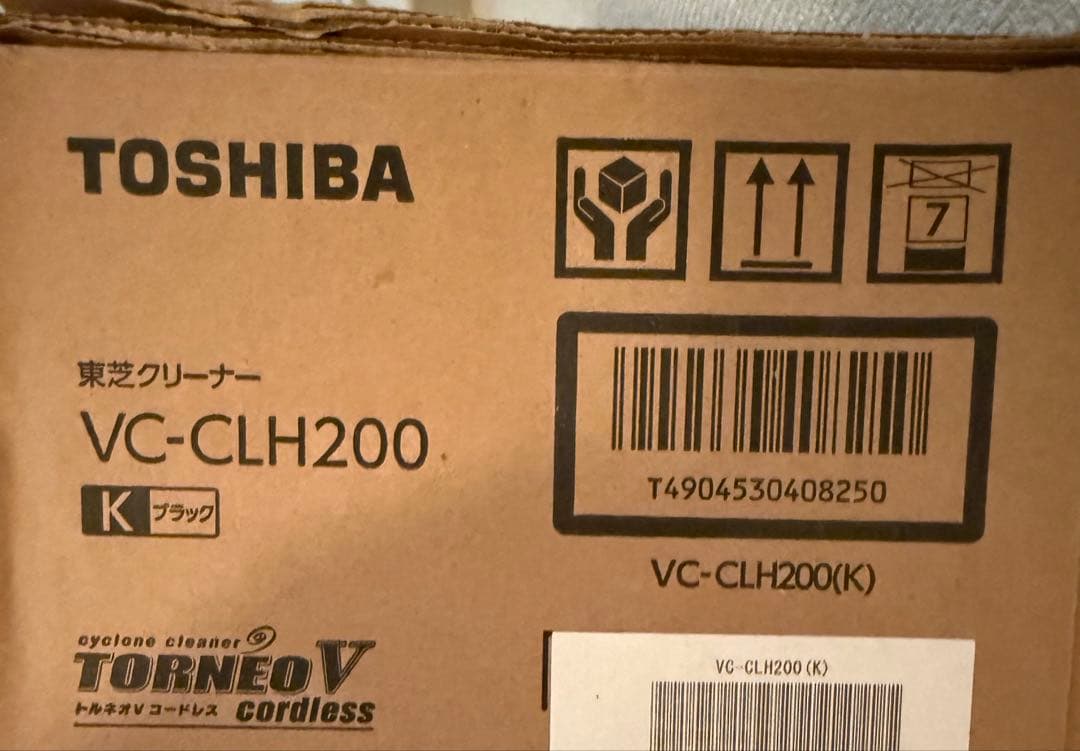 TOSHIBA
7
東芝クリーナー
VC-CLH200
K ブラック
T4904530408250
VC-CLH200(K)
cyclone cleaner
TORNEO V
トルネオV コードレス cordless
VC-CLH200(K)